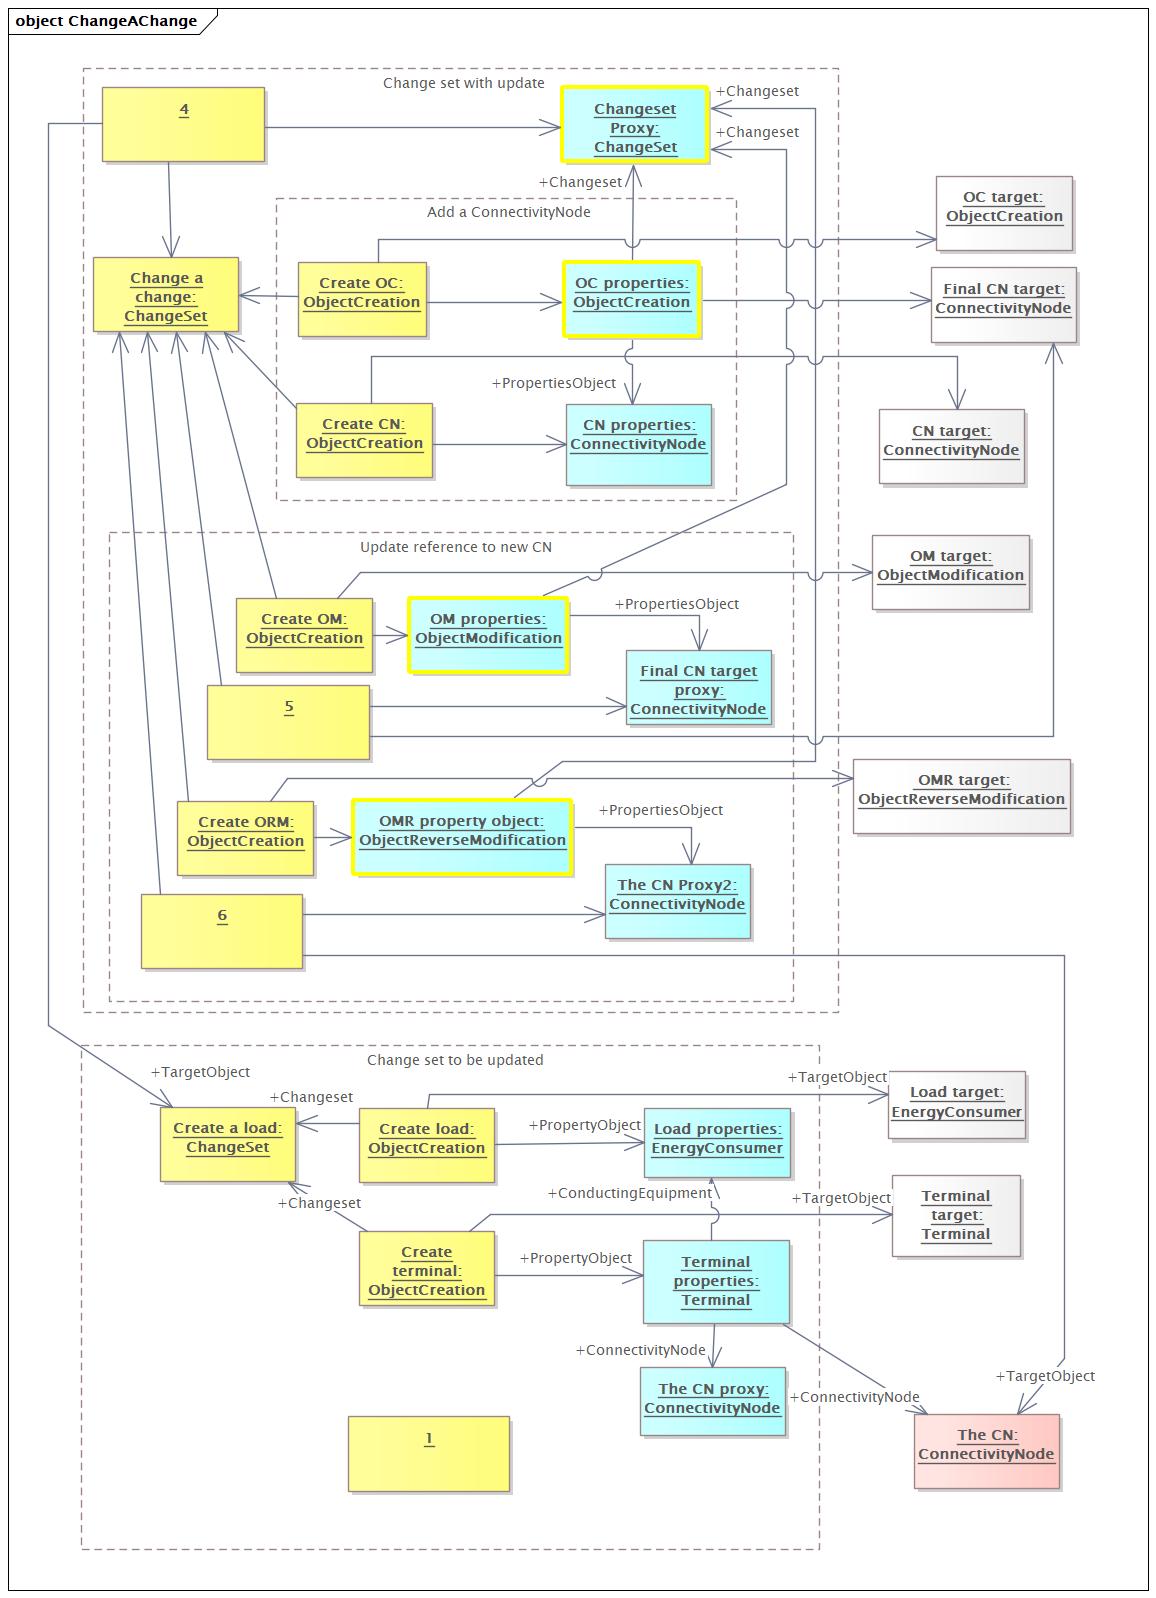 object ChangeAChange
Change set with update
4
Changeset
Proxy:
ChangeSet
+Changeset
+Changeset
+Changeset
Add a ConnectivityNode
OC target:
ObjectCreation
Change a
change:
ChangeSet
Create OC:
ObjectCreation
OC properties:
ObjectCreation
Final CN target:
ConnectivityNode
+PropertiesObject
Create CN:
ObjectCreation
CN properties:
ConnectivityNode
CN target:
ConnectivityNode
Update reference to new CN
OM target:
ObjectModification
Create OM:
ObjectCreation
OM properties:
ObjectModification
+PropertiesObject
Final CN target
proxy:
ConnectivityNode
5
OMR target:
ObjectReverseModification
Create ORM:
ObjectCreation
OMR property object:
ObjectReverseModification
+PropertiesObject
The CN Proxy2:
ConnectivityNode
6
Change set to be updated
+TargetObject
+Changeset
+TargetObject
Create a load:
ChangeSet
Create load:
ObjectCreation
+PropertyObject
Load properties:
EnergyConsumer
Load target:
EnergyConsumer
+Changeset
+ConductingEquipment
+TargetObject
Terminal
target:
Terminal
Create
terminal:
ObjectCreation
+PropertyObject
Terminal
properties:
Terminal
+ConnectivityNode
+TargetObject
The CN proxy:
ConnectivityNode
+ConnectivityNode
The CN:
ConnectivityNode
1